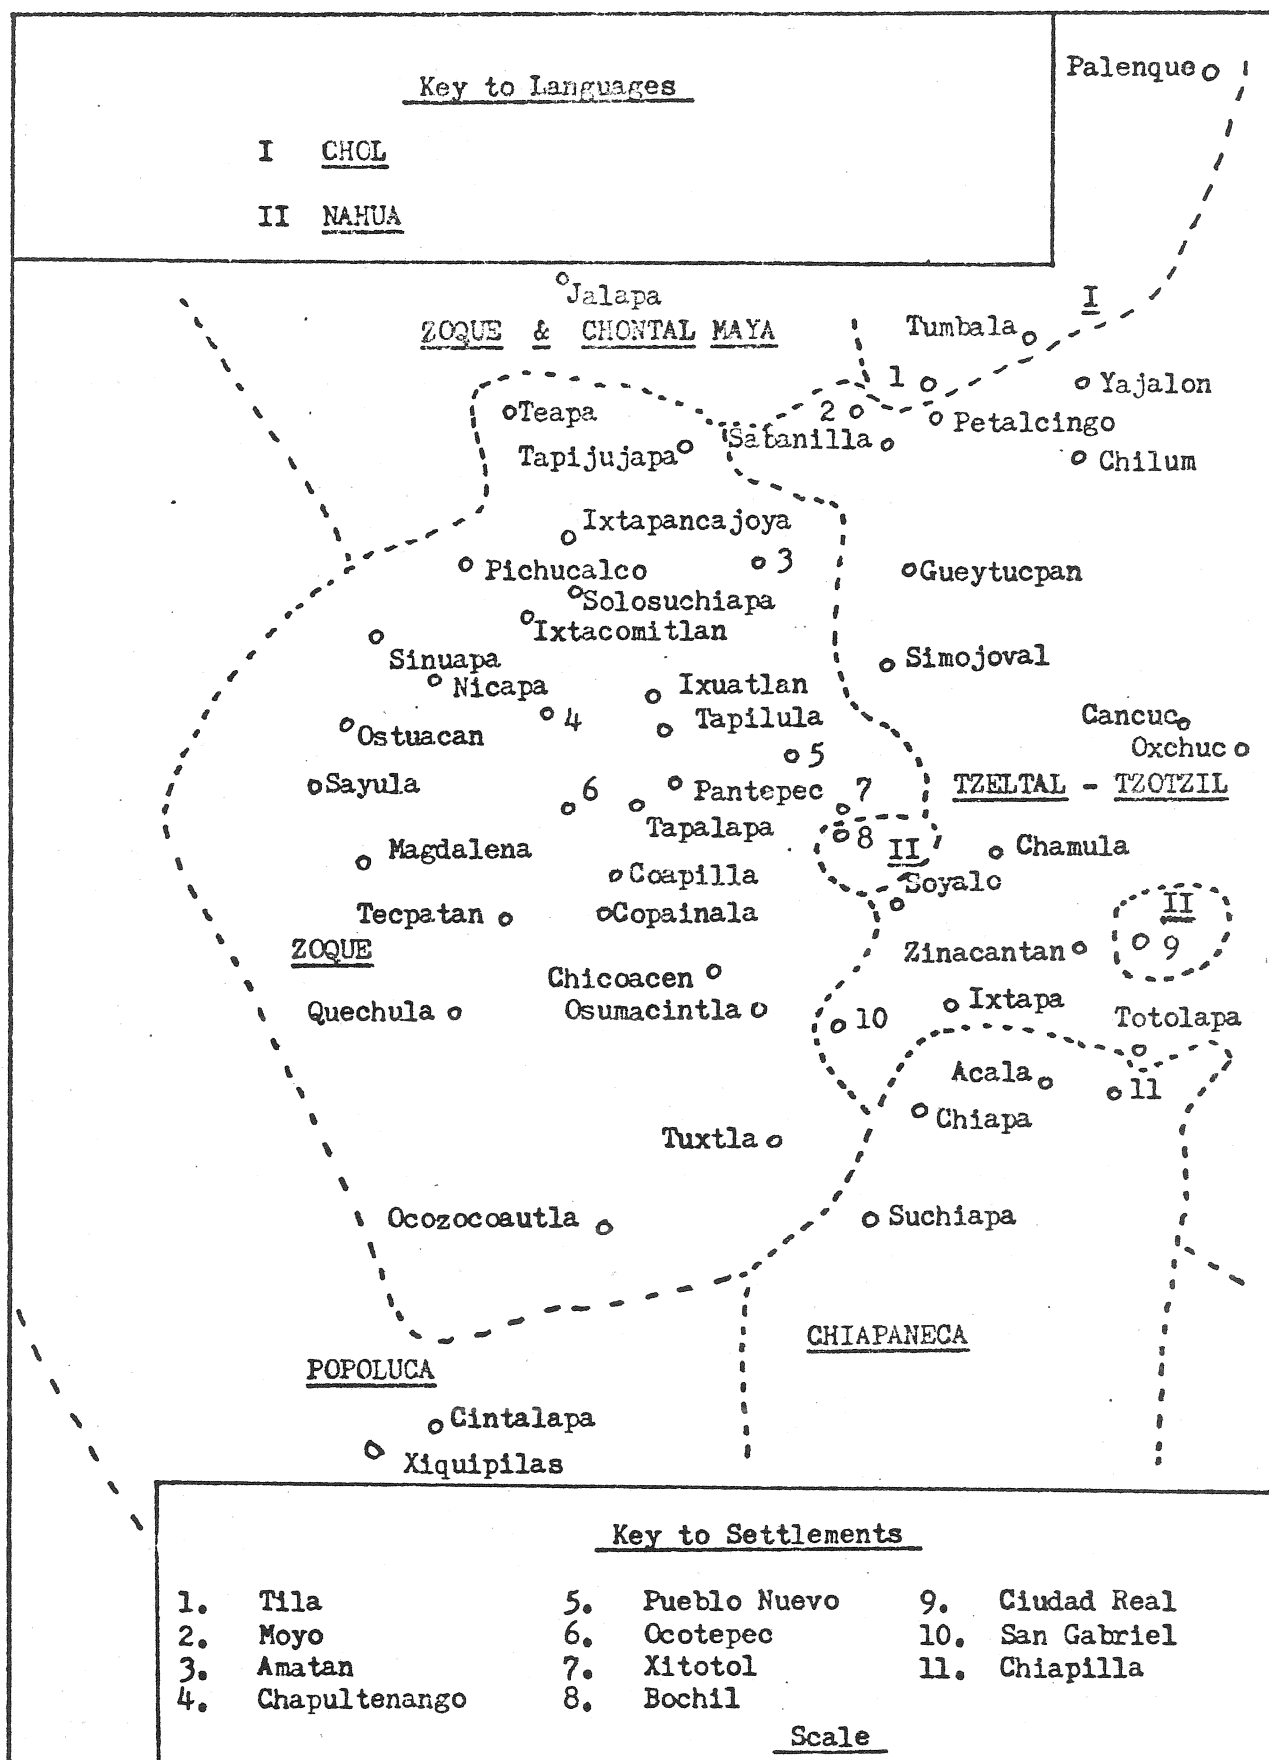 Key to Languages
I CHOL
II NAHUA
Palenque
Jalapa
ZOQUE & CHONTAL MAYA
I
Tumbala
1
Yajalon
Teapa
2
Petalcingo
Satanilla
Tapijujapa
Chilum
Ixtapancajoya
Pichucalco
3
Gueytucpan
Solosuchiapa
Ixtacomitlan
Sinuapa
Simojoval
Nicapa
Ixuatlan
4
Tapilula
Cancuc
Ostuacan
Oxchuc
5
Sayula
6
Pantepec
7
TZELTAL - TZOTZIL
Tapalapa
8
II
Magdalena
Chamula
Coapilla
Soyalo
Tecpatan
Copainala
II
ZOQUE
Zinacantan
9
Chicoacen
Quechula
Osumacintla
10
Ixtapa
Totolapa
Acala
11
Chiapa
Tuxtla
Ocozocoautla
Suchiapa
CHIAPANECA
POPOLUCA
Cintalapa
Xiquipilas
Key to Settlements
1. Tila 5. Pueblo Nuevo 9. Ciudad Real
2. Moyo 6. Ocotepec 10. San Gabriel
3. Amatan 7. Xitotol 11. Chiapilla
4. Chapultenango 8. Bochil
Scale